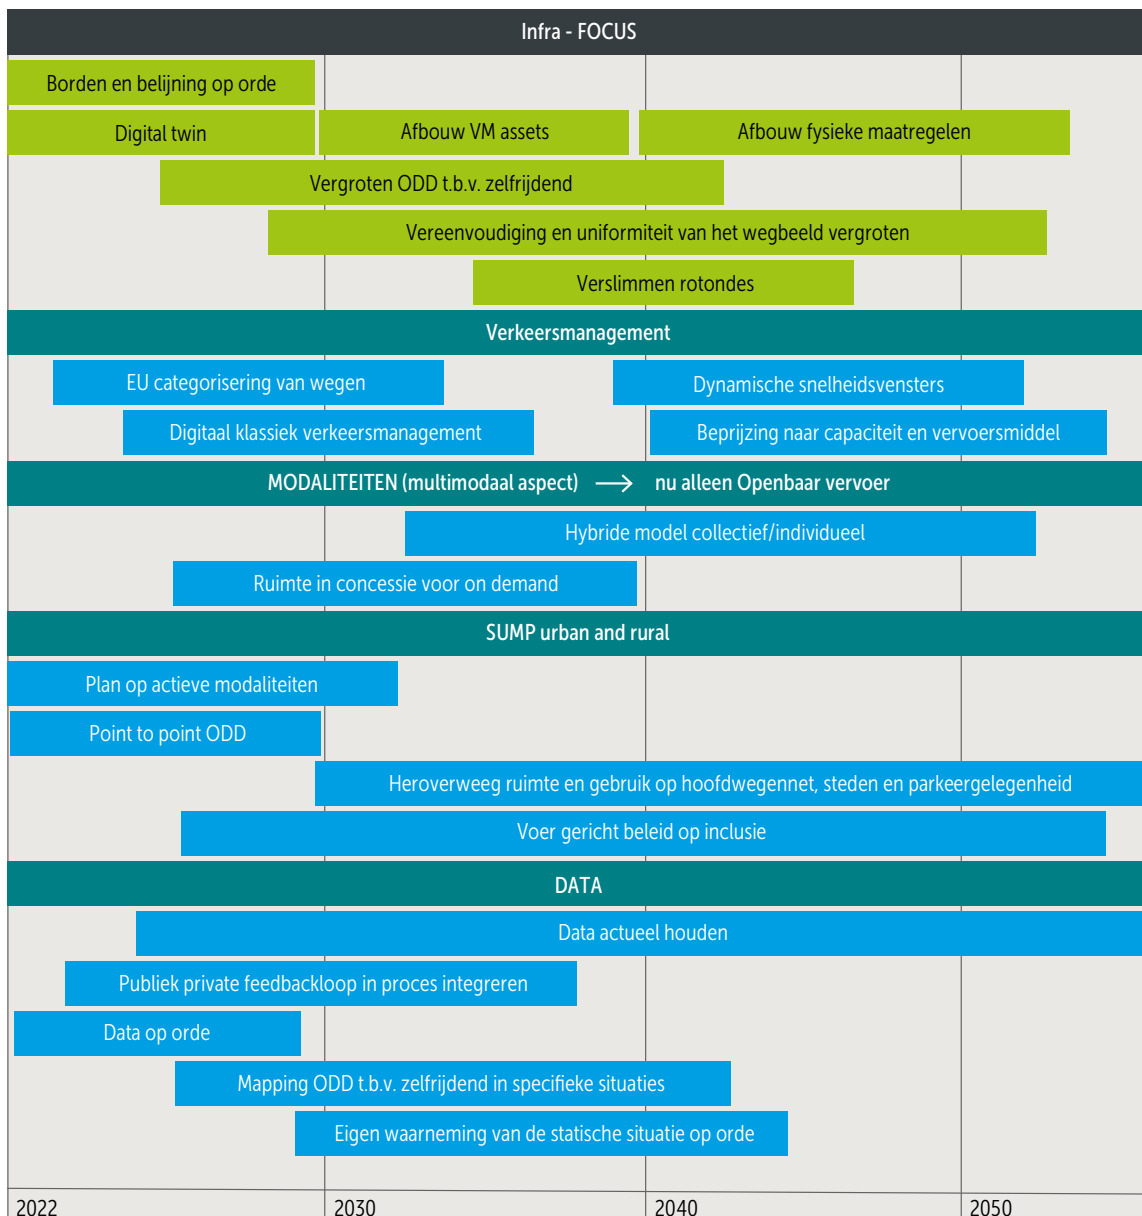 Infra - FOCUS
Borden en belijning op orde
Digital twin
Afbouw VM assets
Afbouw fysieke maatregelen
Vergroten ODD t.b.v. zelfrijdend
Vereenvoudiging en uniformiteit van het wegbeeld vergroten
Verslimmen rotondes
Verkeersmanagement
EU categorisering van wegen
Dynamische snelheidsvensters
Digitaal klassiek verkeersmanagement
Beprijzing naar capaciteit en vervoersmiddel
MODALITEITEN (multimodaal aspect) → nu alleen Openbaar vervoer
Hybride model collectief/individueel
Ruimte in concessie voor on demand
SUMP urban and rural
Plan op actieve modaliteiten
Point to point ODD
Heroverweeg ruimte en gebruik op hoofdwegennet, steden en parkeergelegenheid
Voer gericht beleid op inclusie
DATA
Data actueel houden
Publiek private feedbackloop in proces integreren
Data op orde
Mapping ODD t.b.v. zelfrijdend in specifieke situaties
Eigen waarneming van de statische situatie op orde
2022 2030 2040 2050